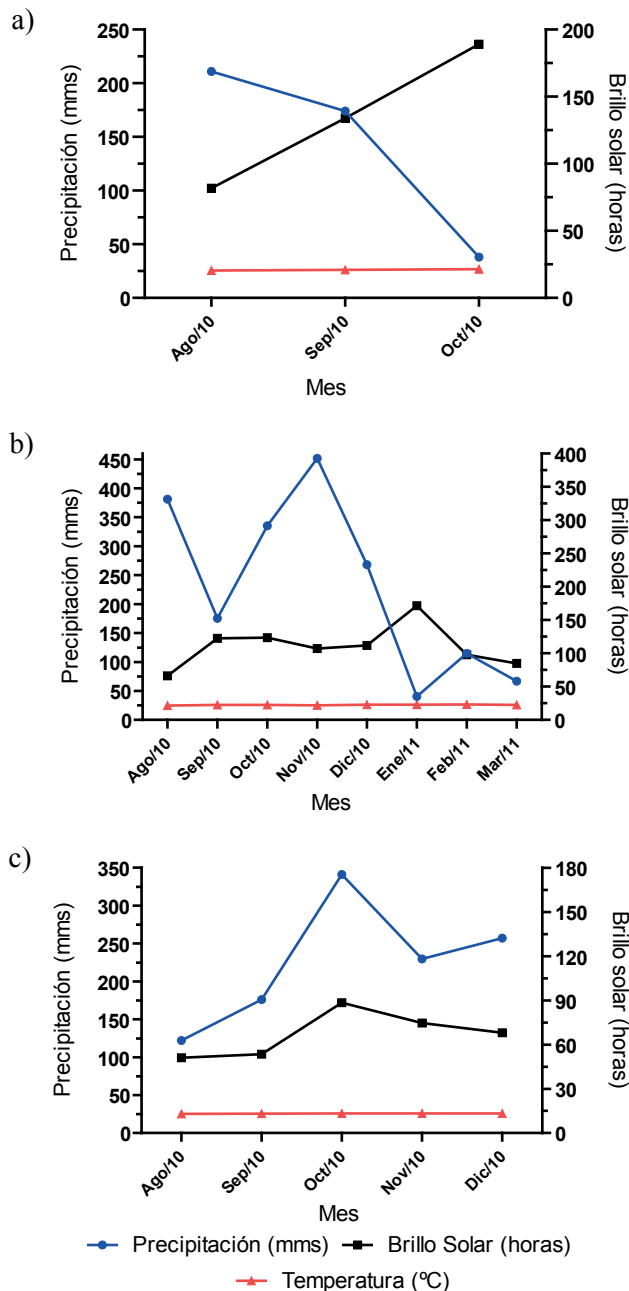 a)
Precipitación (mms)
250
200
150
100
50
0
200
150
100
50
0
Brillo solar (horas)
Ago/10
Sep/10
Oct/10
Mes
b)
Precipitación (mms)
450
400
350
300
250
200
150
100
50
0
400
350
300
250
200
150
100
50
0
Brillo solar (horas)
Ago/10
Sep/10
Oct/10
Nov/10
Dic/10
Ene/11
Feb/11
Mar/11
Mes
c)
Precipitación (mms)
350
300
250
200
150
100
50
0
180
150
120
90
60
30
0
Brillo solar (horas)
Ago/10
Sep/10
Oct/10
Nov/10
Dic/10
Mes
Precipitación (mms) Brillo Solar (horas)
Temperatura (ºC)